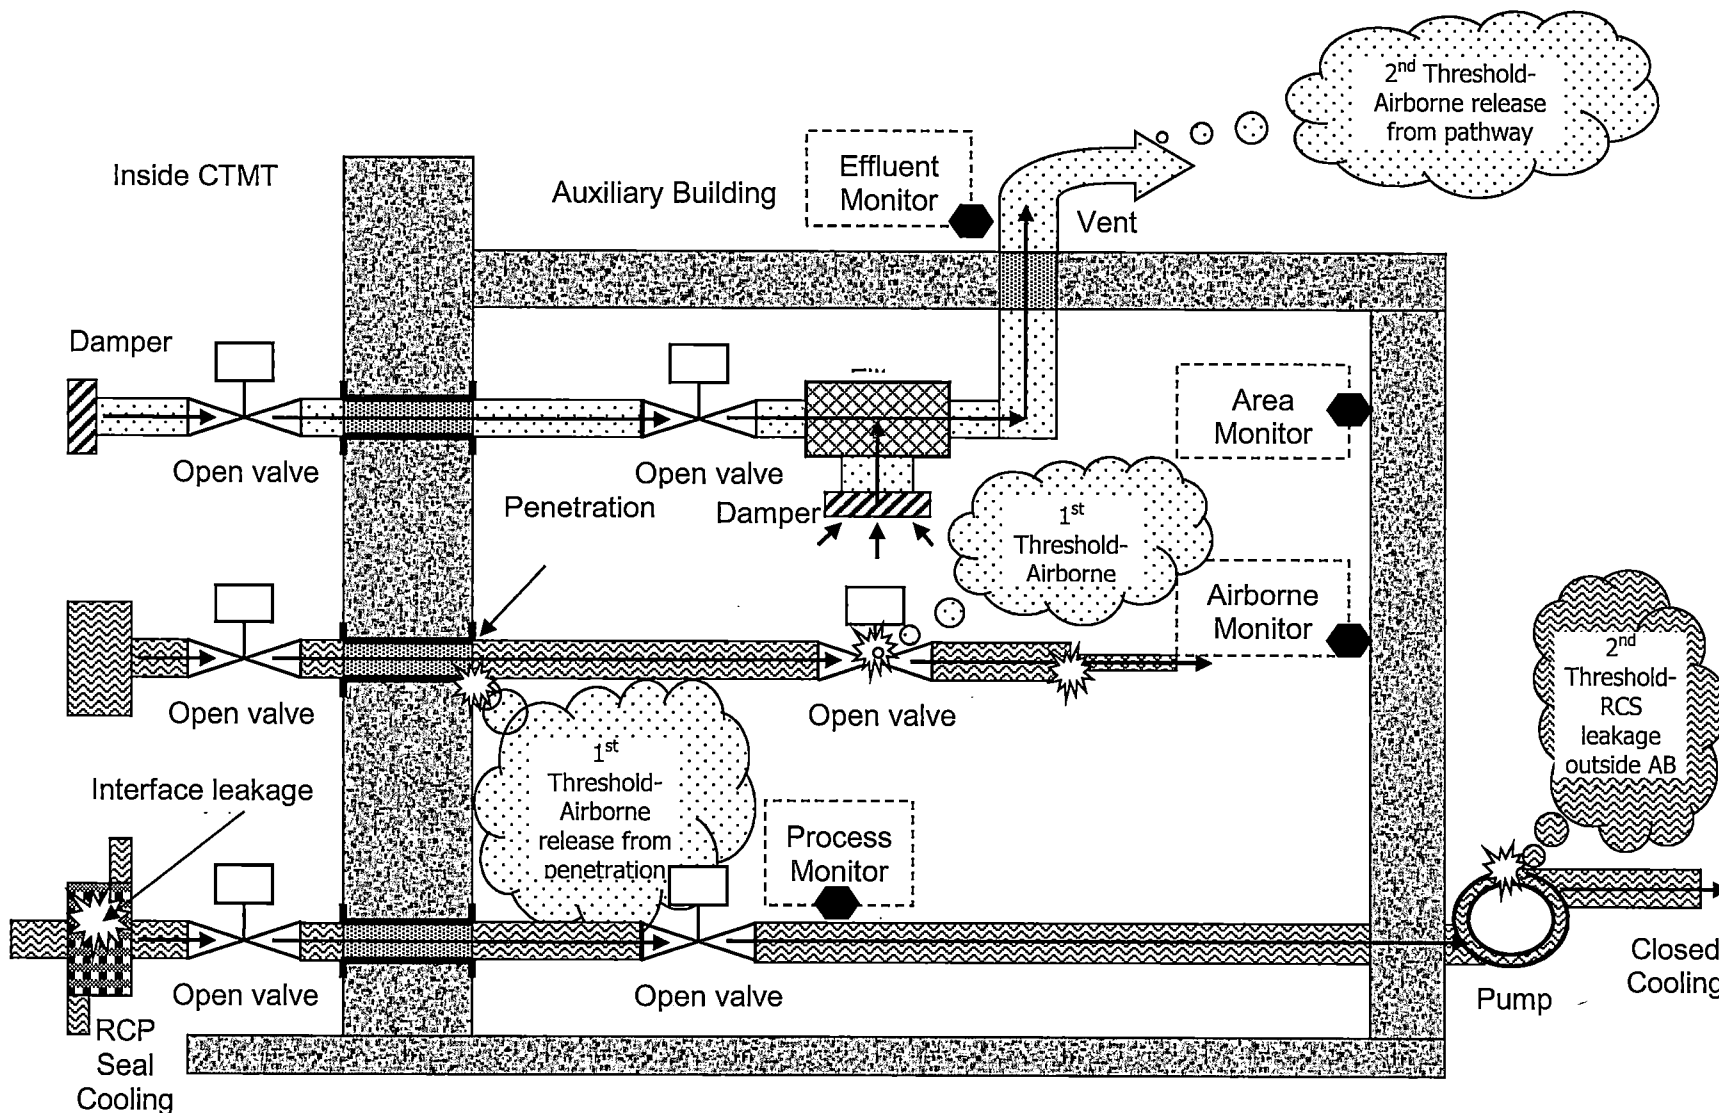 2nd Threshold-
Airborne release
from pathway
Effluent
Monitor
Inside CTMT
Auxiliary Building
Vent
Damper
Area
Monitor
Open valve
Open valve
Penetration
Damper
1st
Threshold-
Airborne
Airborne
Monitor
2nd
Threshold-
RCS
leakage
outside AB
Open valve
Open valve
1st
Threshold-
Airborne
release from
penetration
Interface leakage
Process
Monitor
Open valve
Open valve
Pump
Closed
Cooling
RCP
Seal
Cooling